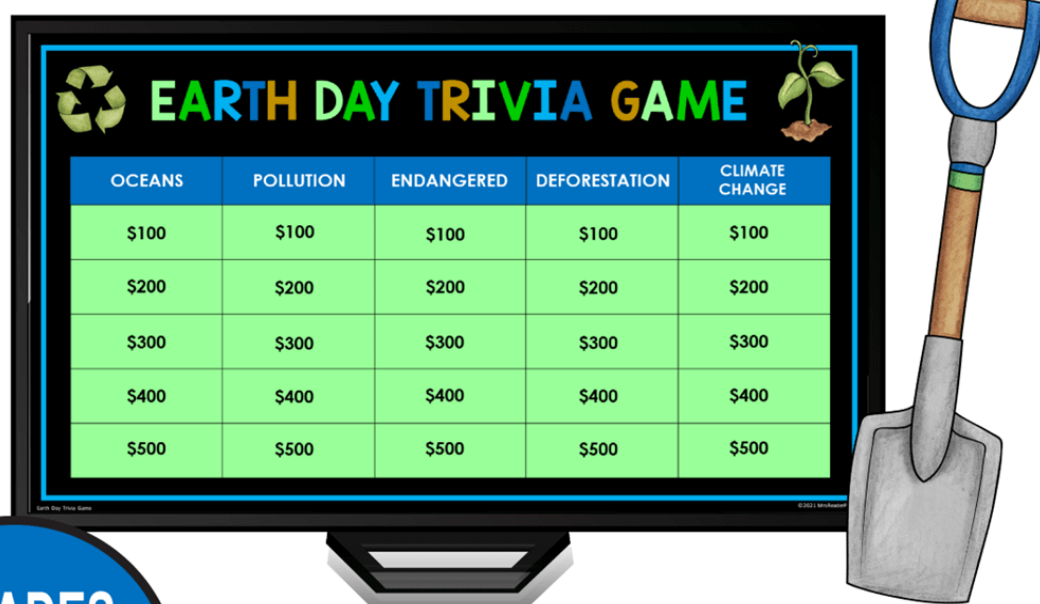 EARTH DAY TRIVIA GAME
OCEANS POLLUTION ENDANGERED DEFORESTATION CLIMATE CHANGE
$100 $100 $100 $100 $100
$200 $200 $200 $200 $200
$300 $300 $300 $300 $300
$400 $400 $400 $400 $400
$500 $500 $500 $500 $500
Earth Day Trivia Game
©2021